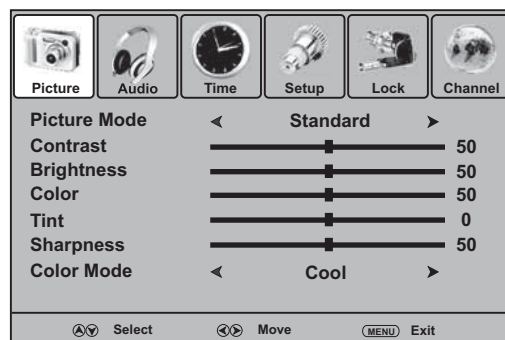 Picture Audio Time Setup Lock Channel
Picture Mode Standard
Contrast 50
Brightness 50
Color 50
Tint 0
Sharpness 50
Color Mode Cool
Select Move MENU Exit